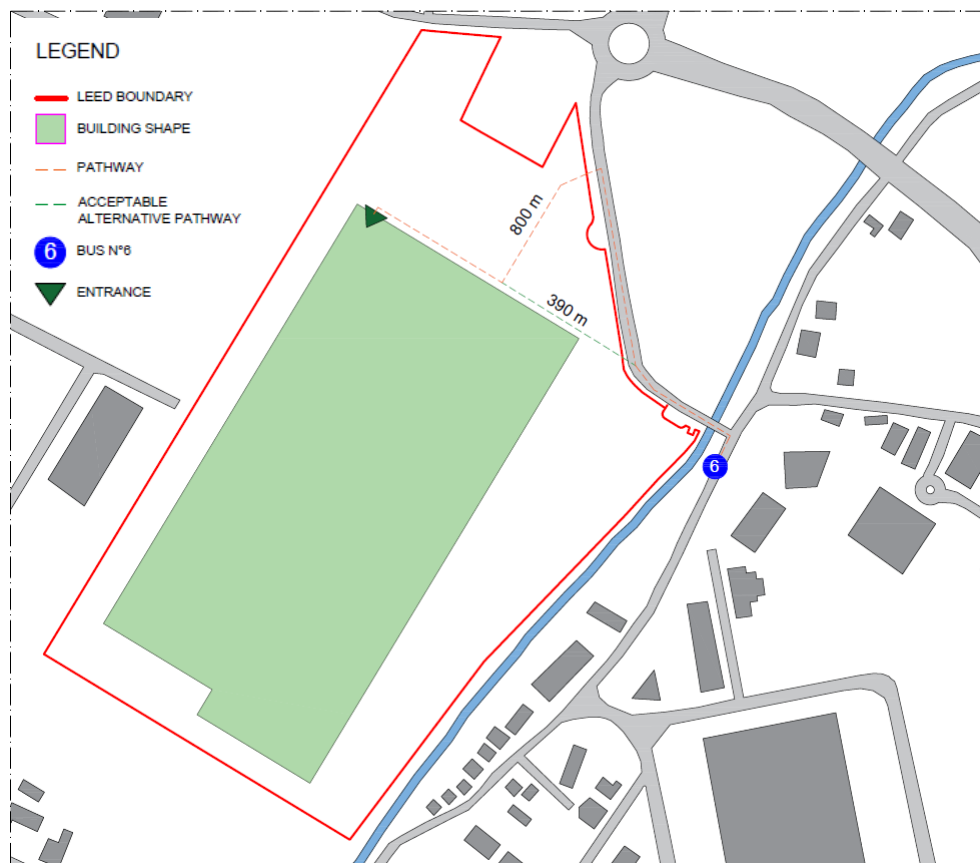 LEGEND
LEED BOUNDARY
BUILDING SHAPE
PATHWAY
ACCEPTABLE
ALTERNATIVE PATHWAY
6
BUS N°6
ENTRANCE
800 m
390 m
6